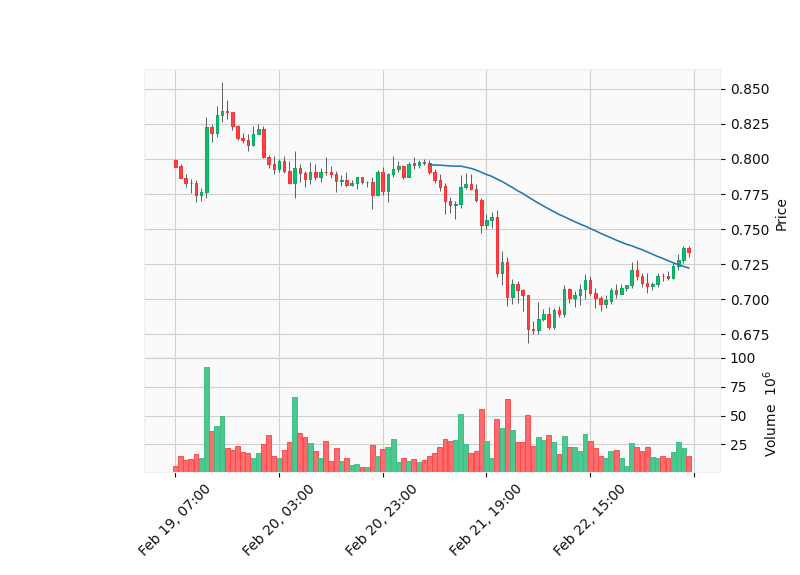 0.850
0.825
0.800
0.775
0.750
0.725
0.700
0.675
Price
100
75
50
25
Volume 10^6
Feb 19, 07:00
Feb 20, 03:00
Feb 20, 23:00
Feb 21, 19:00
Feb 22, 15:00